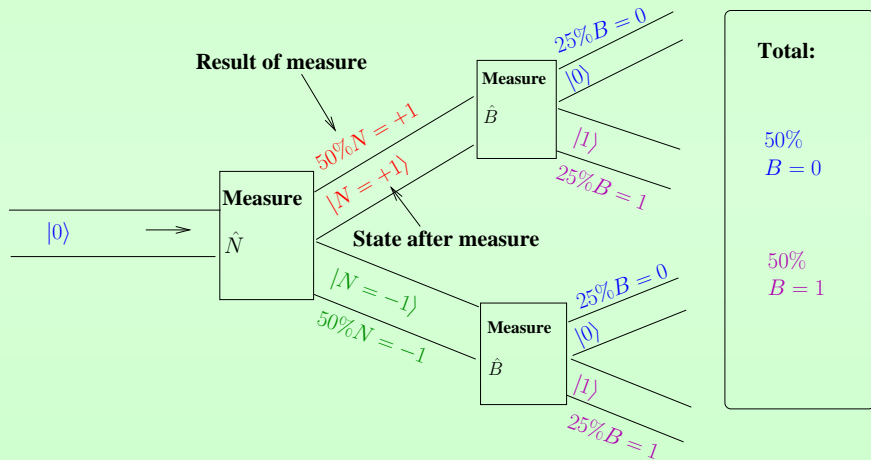 Result of measure
|0⟩
Measure
N̂
50%N = +1
|N = +1⟩
State after measure
|N = −1⟩
50%N = −1
Measure
B̂
25%B = 0
|0⟩
|1⟩
25%B = 1
Measure
B̂
25%B = 0
|0⟩
|1⟩
25%B = 1
Total:
50%
B = 0
50%
B = 1